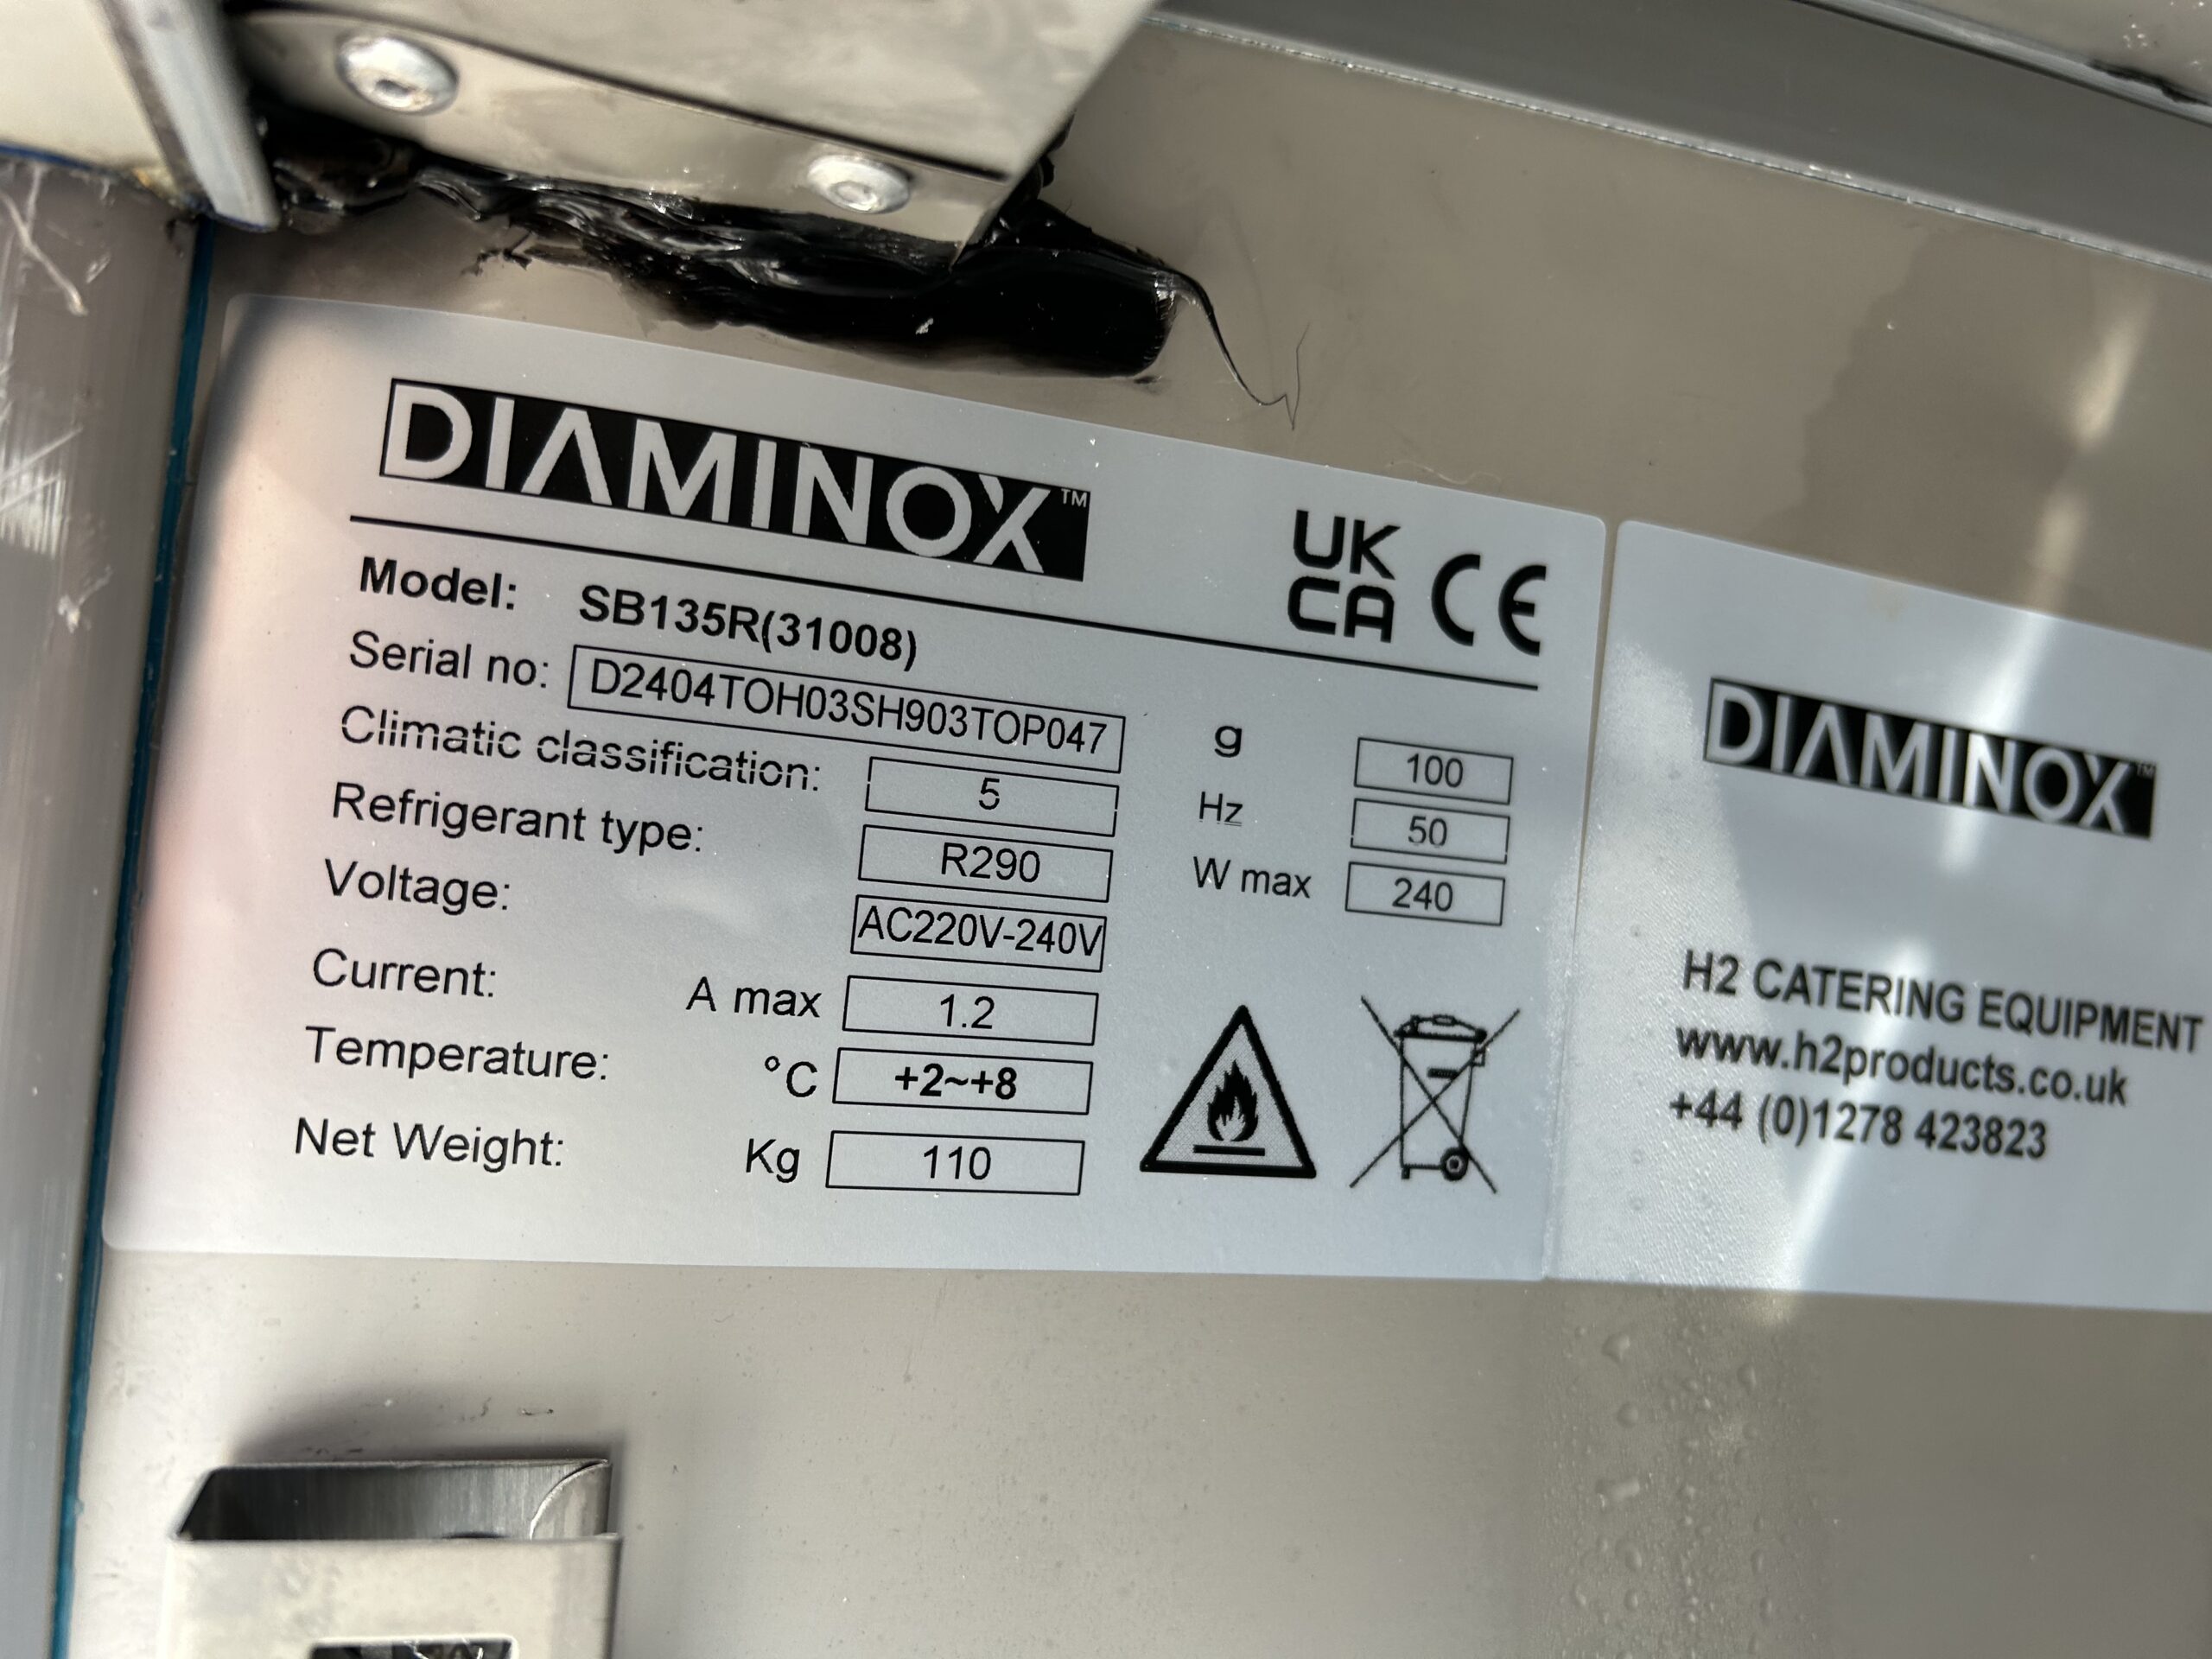 DIAMINOX™
UK
CA CE
Model: SB135R(31008)
Serial no: D2404TOH03SH903TOP047
Climatic classification: 5
Refrigerant type: R290
Voltage: AC220V-240V
Current: A max 1.2
Temperature: °C +2~+8
Net Weight: Kg 110
g 100
Hz 50
W max 240
DIAMINOX™
H2 CATERING EQUIPMENT
www.h2products.co.uk
+44 (0)1278 423823